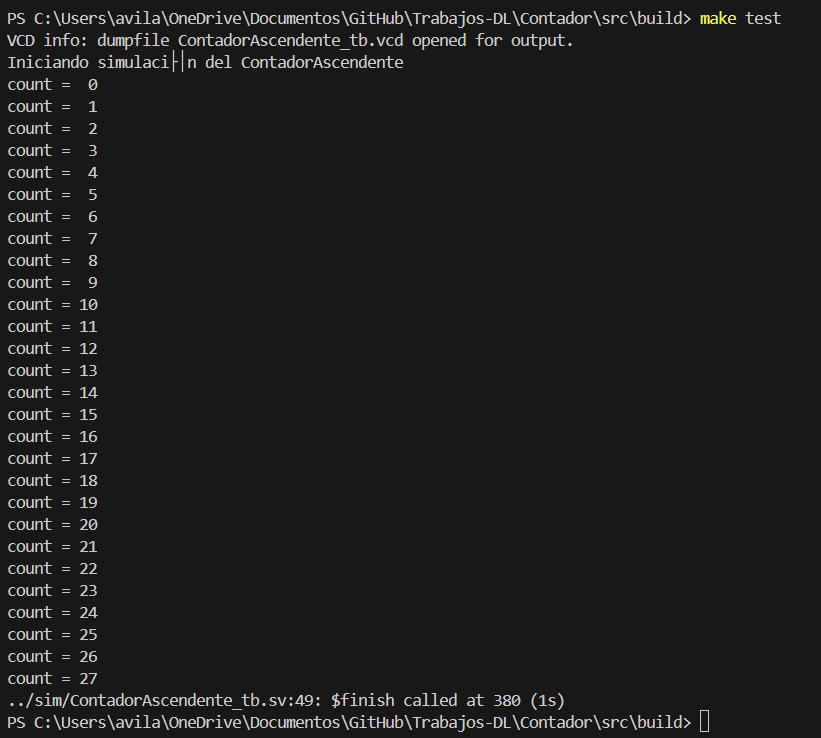 PS C:\Users\avila\OneDrive\Documentos\GitHub\Trabajos-DL\Contador\src\build> make test
VCD info: dumpfile ContadorAscendente_tb.vcd opened for output.
Iniciando simulaci├│n del ContadorAscendente
count =  0
count =  1
count =  2
count =  3
count =  4
count =  5
count =  6
count =  7
count =  8
count =  9
count = 10
count = 11
count = 12
count = 13
count = 14
count = 15
count = 16
count = 17
count = 18
count = 19
count = 20
count = 21
count = 22
count = 23
count = 24
count = 25
count = 26
count = 27
../sim/ContadorAscendente_tb.sv:49: $finish called at 380 (1s)
PS C:\Users\avila\OneDrive\Documentos\GitHub\Trabajos-DL\Contador\src\build>